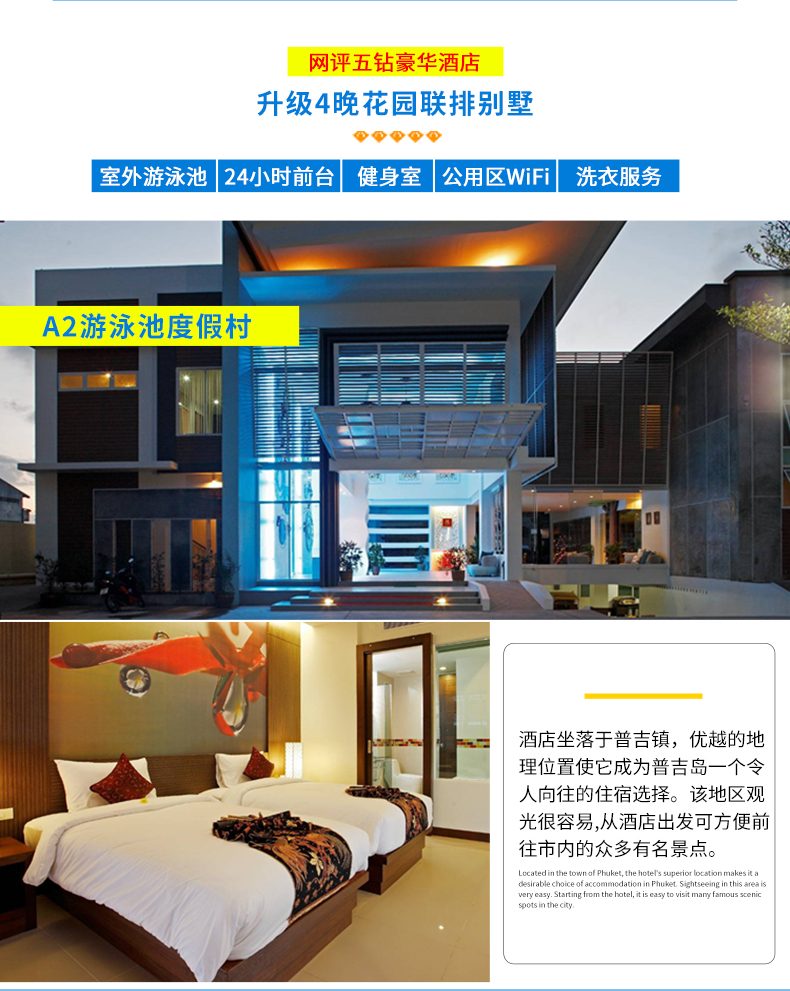 网评五钻豪华酒店
升级4晚花园联排别墅
室外游泳池 24小时前台 健身室 公用区WiFi 洗衣服务
A2游泳池度假村
酒店坐落于普吉镇，优越的地
理位置使它成为普吉岛一个令
人向往的住宿选择。该地区观
光很容易,从酒店出发可方便前
往市内的众多有名景点。
Located in the town of Phuket, the hotel's superior location makes it a
desirable choice of accommodation in Phuket. Sightseeing in this area is
very easy. Starting from the hotel, it is easy to visit many famous scenic
spots in the city.